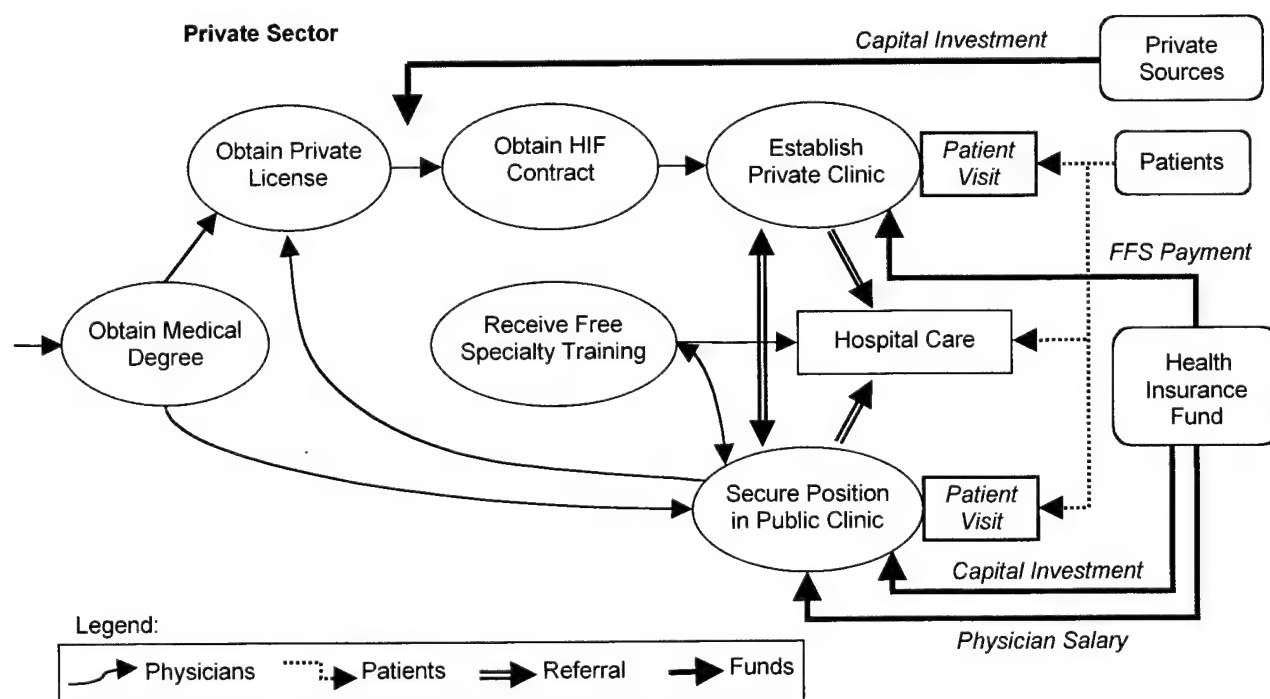 Private Sector
Capital Investment
Private
Sources
Obtain Private
License
Obtain HIF
Contract
Establish
Private Clinic
Patient
Visit
Patients
FFS Payment
Obtain Medical
Degree
Receive Free
Specialty Training
Hospital Care
Health
Insurance
Fund
Secure Position
in Public Clinic
Patient
Visit
Capital Investment
Physician Salary
Legend:
Physicians
Patients
Referral
Funds